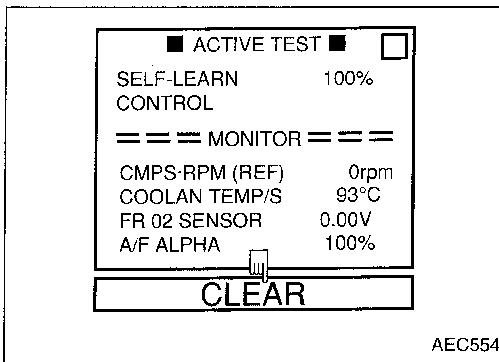 ■ ACTIVE TEST ■
SELF-LEARN 100%
CONTROL
=== MONITOR ===
CMPS·RPM (REF) 0rpm
COOLAN TEMP/S 93°C
FR 02 SENSOR 0.00V
A/F ALPHA 100%
CLEAR
AEC554